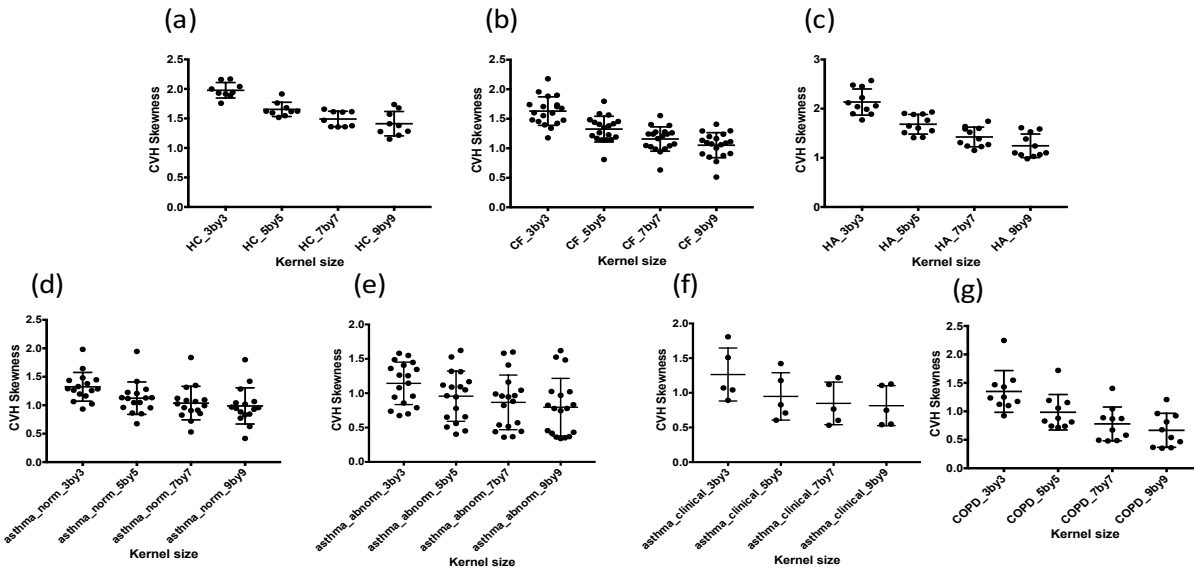 (a)
CVH Skewness
2.5
2.0
1.5
1.0
0.5
0.0
HC_3by3
HC_5by5
HC_7by7
HC_9by9
Kernel size
(b)
CVH Skewness
2.5
2.0
1.5
1.0
0.5
0.0
CF_3by3
CF_5by5
CF_7by7
CF_9by9
Kernel size
(c)
CVH Skewness
3
2
1
0
HA_3by3
HA_5by5
HA_7by7
HA_9by9
Kernel size
(d)
CVH Skewness
2.5
2.0
1.5
1.0
0.5
0.0
asthma_norm_3by3
asthma_norm_5by5
asthma_norm_7by7
asthma_norm_9by9
Kernel size
(e)
CVH Skewness
2.0
1.5
1.0
0.5
0.0
asthma_abnorm_3by3
asthma_abnorm_5by5
asthma_abnorm_7by7
asthma_abnorm_9by9
Kernel size
(f)
CVH Skewness
2.0
1.5
1.0
0.5
0.0
asthma_clinical_3by3
asthma_clinical_5by5
asthma_clinical_7by7
asthma_clinical_9by9
Kernel size
(g)
CVH Skewness
2.5
2.0
1.5
1.0
0.5
0.0
COPD_3by3
COPD_5by5
COPD_7by7
COPD_9by9
Kernel size